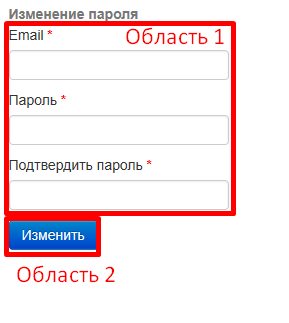 Изменение пароля
Email *
Область 1
Пароль *
Подтвердить пароль *
Изменить
Область 2